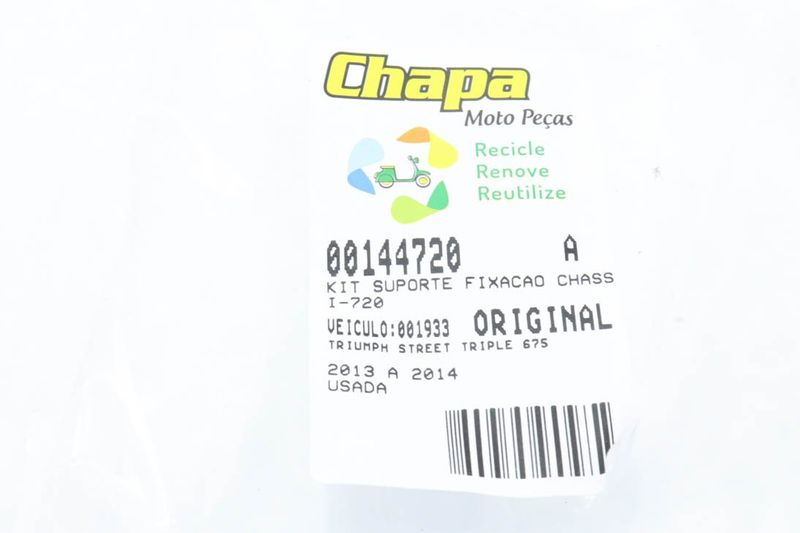 Chapa
Moto Peças
Recicle
Renove
Reutilize
00144720 A
KIT SUPORTE FIXACAO CHASS
I-720
VEICULO:001933 ORIGINAL
TRIUMPH STREET TRIPLE 675
2013 A 2014
USADA